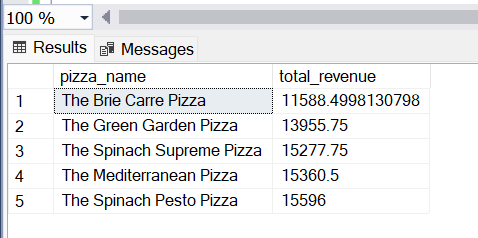 100 %
Results Messages
pizza_name total_revenue
1 The Brie Carre Pizza 11588.4998130798
2 The Green Garden Pizza 13955.75
3 The Spinach Supreme Pizza 15277.75
4 The Mediterranean Pizza 15360.5
5 The Spinach Pesto Pizza 15596